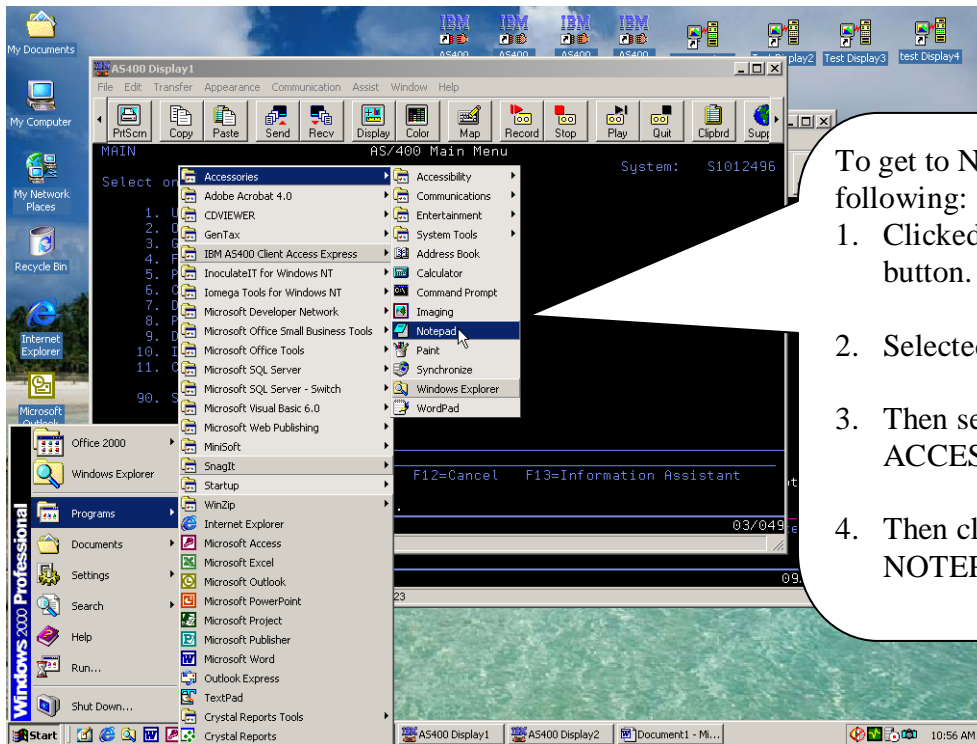 My Documents
IBM IBM IBM IBM
AS400 AS400 AS400 AS400
Test Display3
test Display4
AS400 Display1
File Edit Transfer Appearance Communication Assist Window Help
PrtScrn Copy Paste Send Recv Display Color Map Record Stop Play Quit Clipbrd Supp
My Computer
MAIN AS/400 Main Menu
System: S1012496
Select
1.
2.
3.
4.
5.
6.
7.
8.
9.
10.
11.
90.
F12=Cancel F13=Information Assistant
03/049
My Network
Places
Recycle Bin
Internet
Explorer
Microsoft
Outlook
Accessories
Adobe Acrobat 4.0
CDVIEWER
GenTax
IBM AS400 Client Access Express
InoculateIT for Windows NT
Iomega Tools for Windows NT
Microsoft Developer Network
Microsoft Office Small Business Tools
Microsoft Office Tools
Microsoft SQL Server
Microsoft SQL Server - Switch
Microsoft Visual Basic 6.0
Microsoft Web Publishing
MiniSoft
SnagIt
Startup
WinZip
Internet Explorer
Microsoft Access
Microsoft Excel
Microsoft Outlook
Microsoft PowerPoint
Microsoft Project
Microsoft Publisher
Microsoft Word
Outlook Express
TextPad
Crystal Reports Tools
Crystal Reports
Accessibility
Communications
Entertainment
System Tools
Address Book
Calculator
Command Prompt
Imaging
Notepad
Paint
Synchronize
Windows Explorer
WordPad
Office 2000
Windows Explorer
Programs
Documents
Settings
Search
Help
Run...
Shut Down...
Windows 2000 Professional
To get to N
following:
1. Clicked
button.
2. Selected
3. Then se
ACCES
4. Then cl
NOTEP
Start
AS400 Display1
AS400 Display2
Document1 - Mi...
10:56 AM